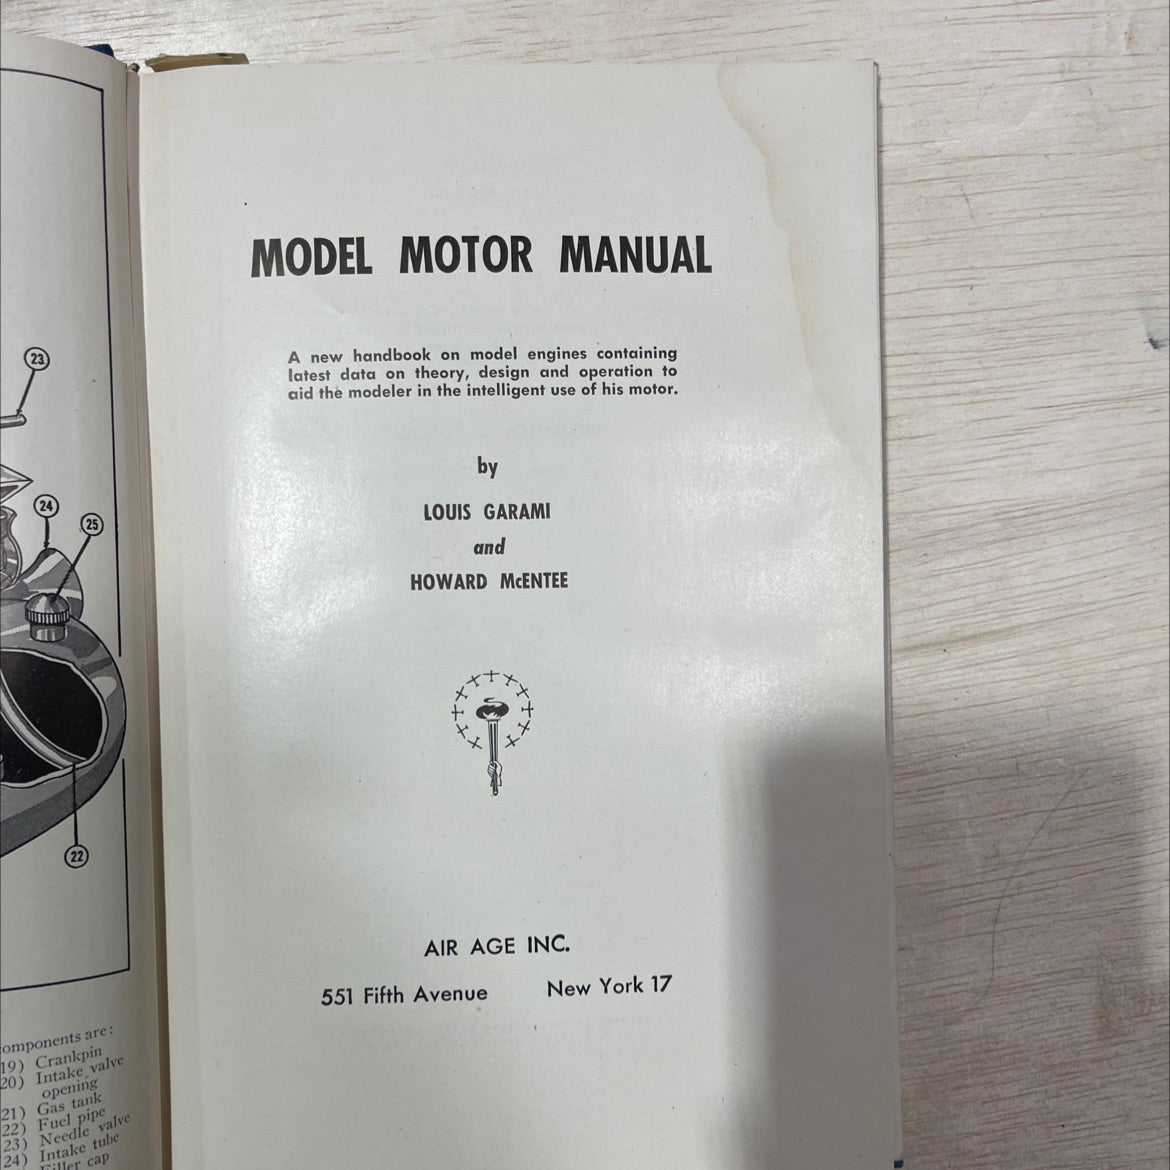 23
24
25
22
omponents are:
19) Crankpin
20) Intake valve
opening
21) Gas tank
22) Fuel pipe
23) Needle valve
24) Intake tube
Filler cap
MODEL MOTOR MANUAL
A new handbook on model engines containing
latest data on theory, design and operation to
aid the modeler in the intelligent use of his motor.
by
LOUIS GARAMI
and
HOWARD McENTEE
AIR AGE INC.
551 Fifth Avenue New York 17